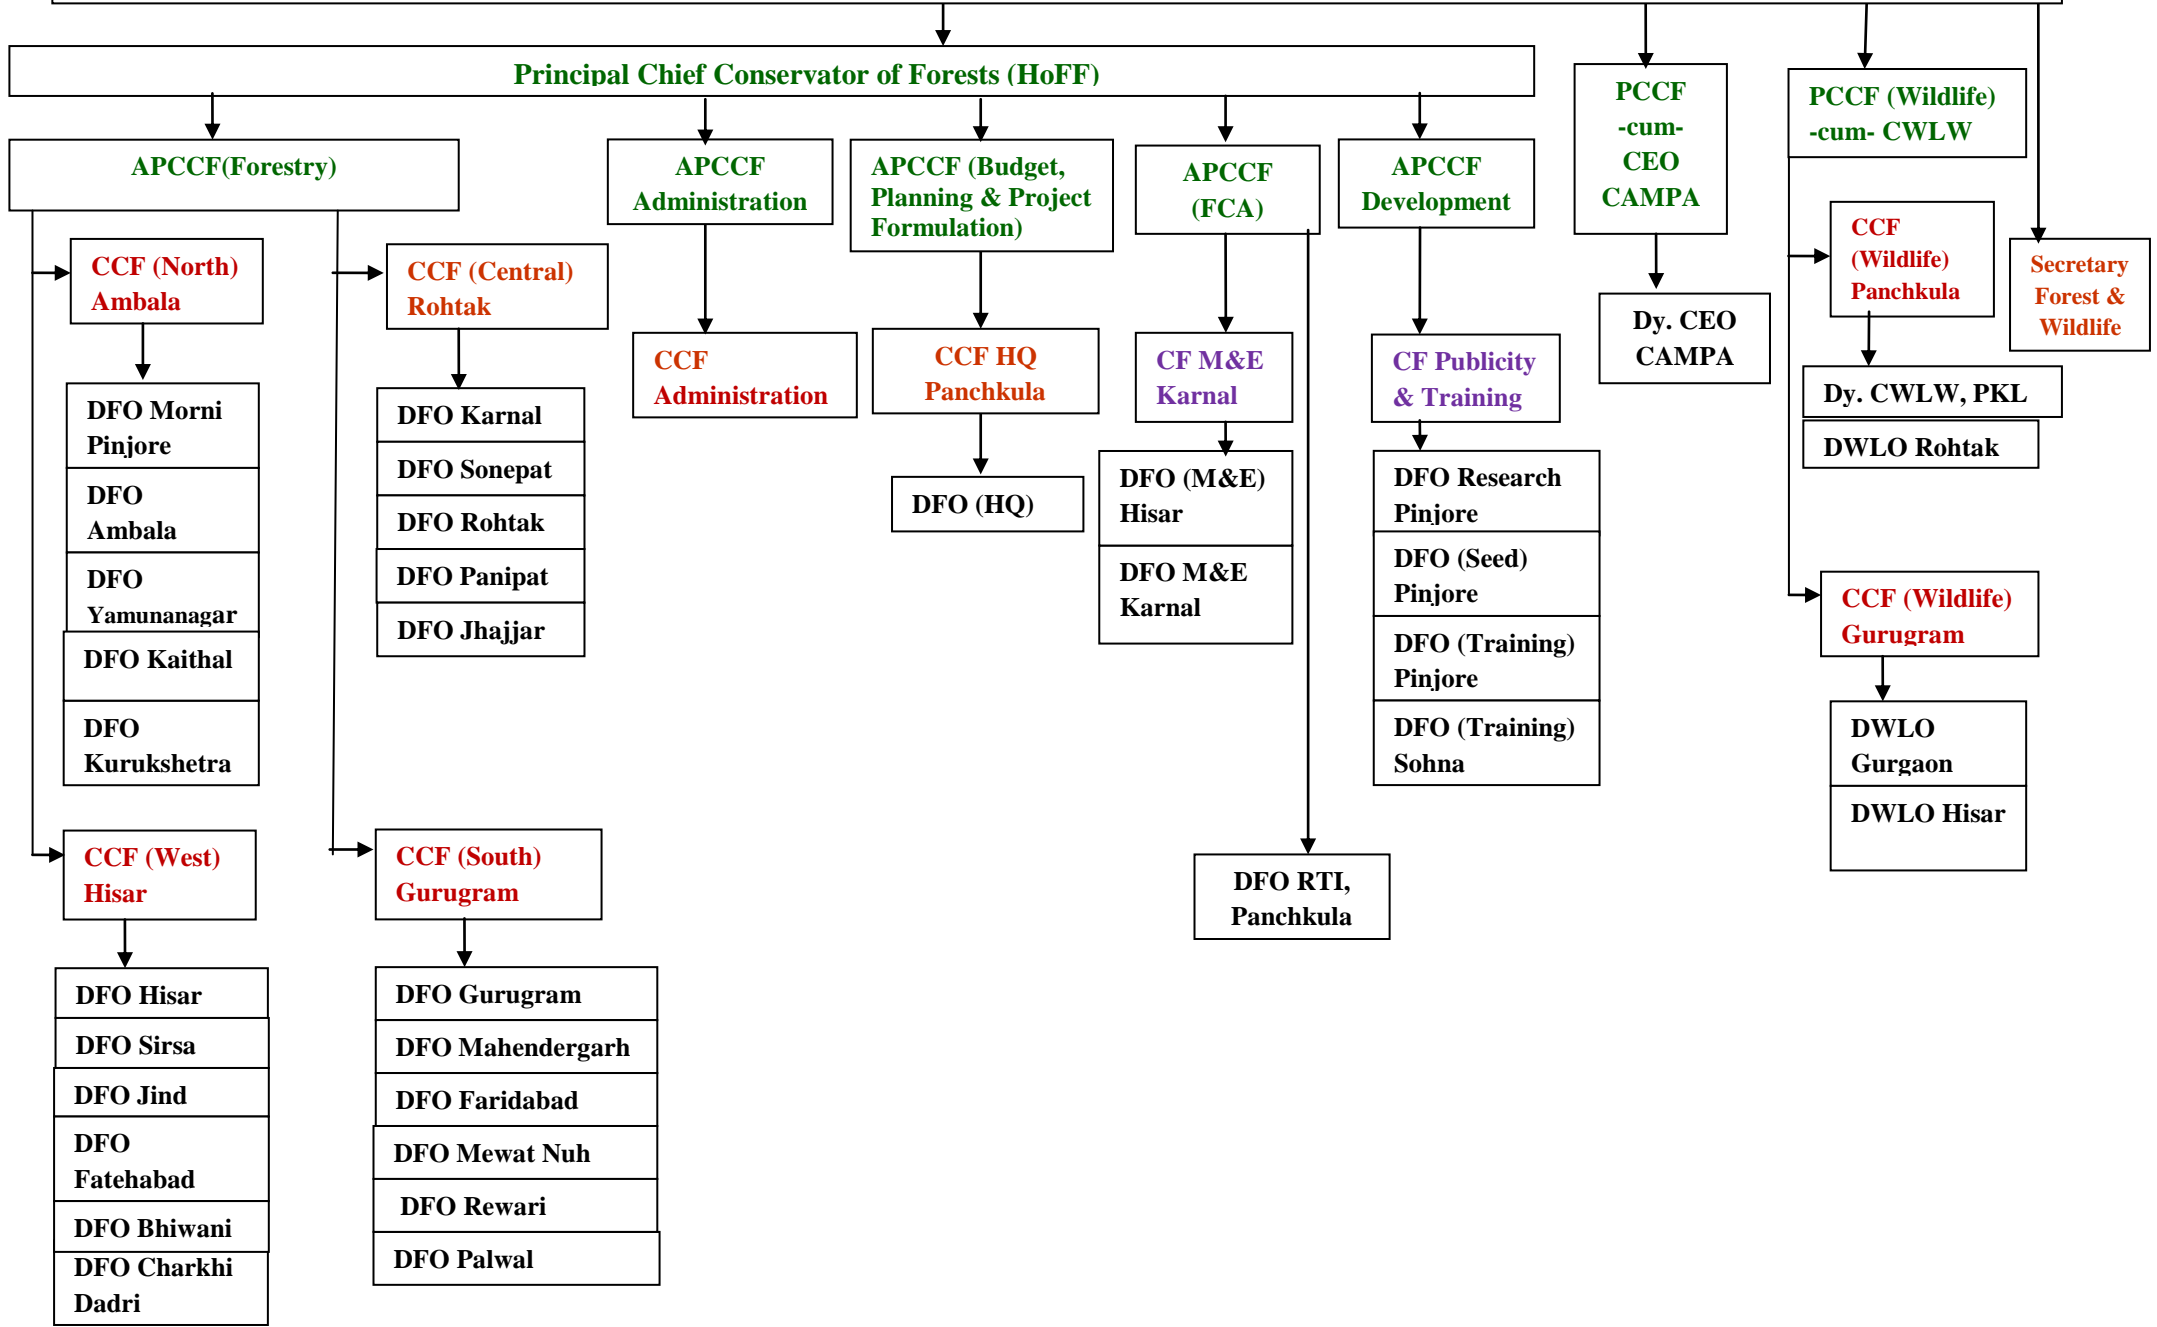 Principal Chief Conservator of Forests (HoFF)
PCCF
-cum-
CEO
CAMPA
PCCF (Wildlife)
-cum- CWLW
APCCF(Forestry)
APCCF
Administration
APCCF (Budget,
Planning & Project
Formulation)
APCCF
(FCA)
APCCF
Development
CCF (North)
Ambala
CCF (Central)
Rohtak
CCF
(Wildlife)
Panchkula
Secretary
Forest &
Wildlife
CCF
Administration
CCF HQ
Panchkula
CF M&E
Karnal
CF Publicity
& Training
Dy. CEO
CAMPA
Dy. CWLW, PKL
DWLO Rohtak
DFO Morni
Pinjore
DFO
Ambala
DFO
Yamunanagar
DFO Kaithal
DFO
Kurukshetra
DFO Karnal
DFO Sonepat
DFO Rohtak
DFO Panipat
DFO Jhajjar
DFO (HQ)
DFO (M&E)
Hisar
DFO M&E
Karnal
DFO Research
Pinjore
DFO (Seed)
Pinjore
DFO (Training)
Pinjore
DFO (Training)
Sohna
CCF (Wildlife)
Gurugram
DWLO
Gurgaon
DWLO Hisar
CCF (West)
Hisar
CCF (South)
Gurugram
DFO RTI,
Panchkula
DFO Hisar
DFO Sirsa
DFO Jind
DFO
Fatehabad
DFO Bhiwani
DFO Charkhi
Dadri
DFO Gurugram
DFO Mahendergarh
DFO Faridabad
DFO Mewat Nuh
DFO Rewari
DFO Palwal